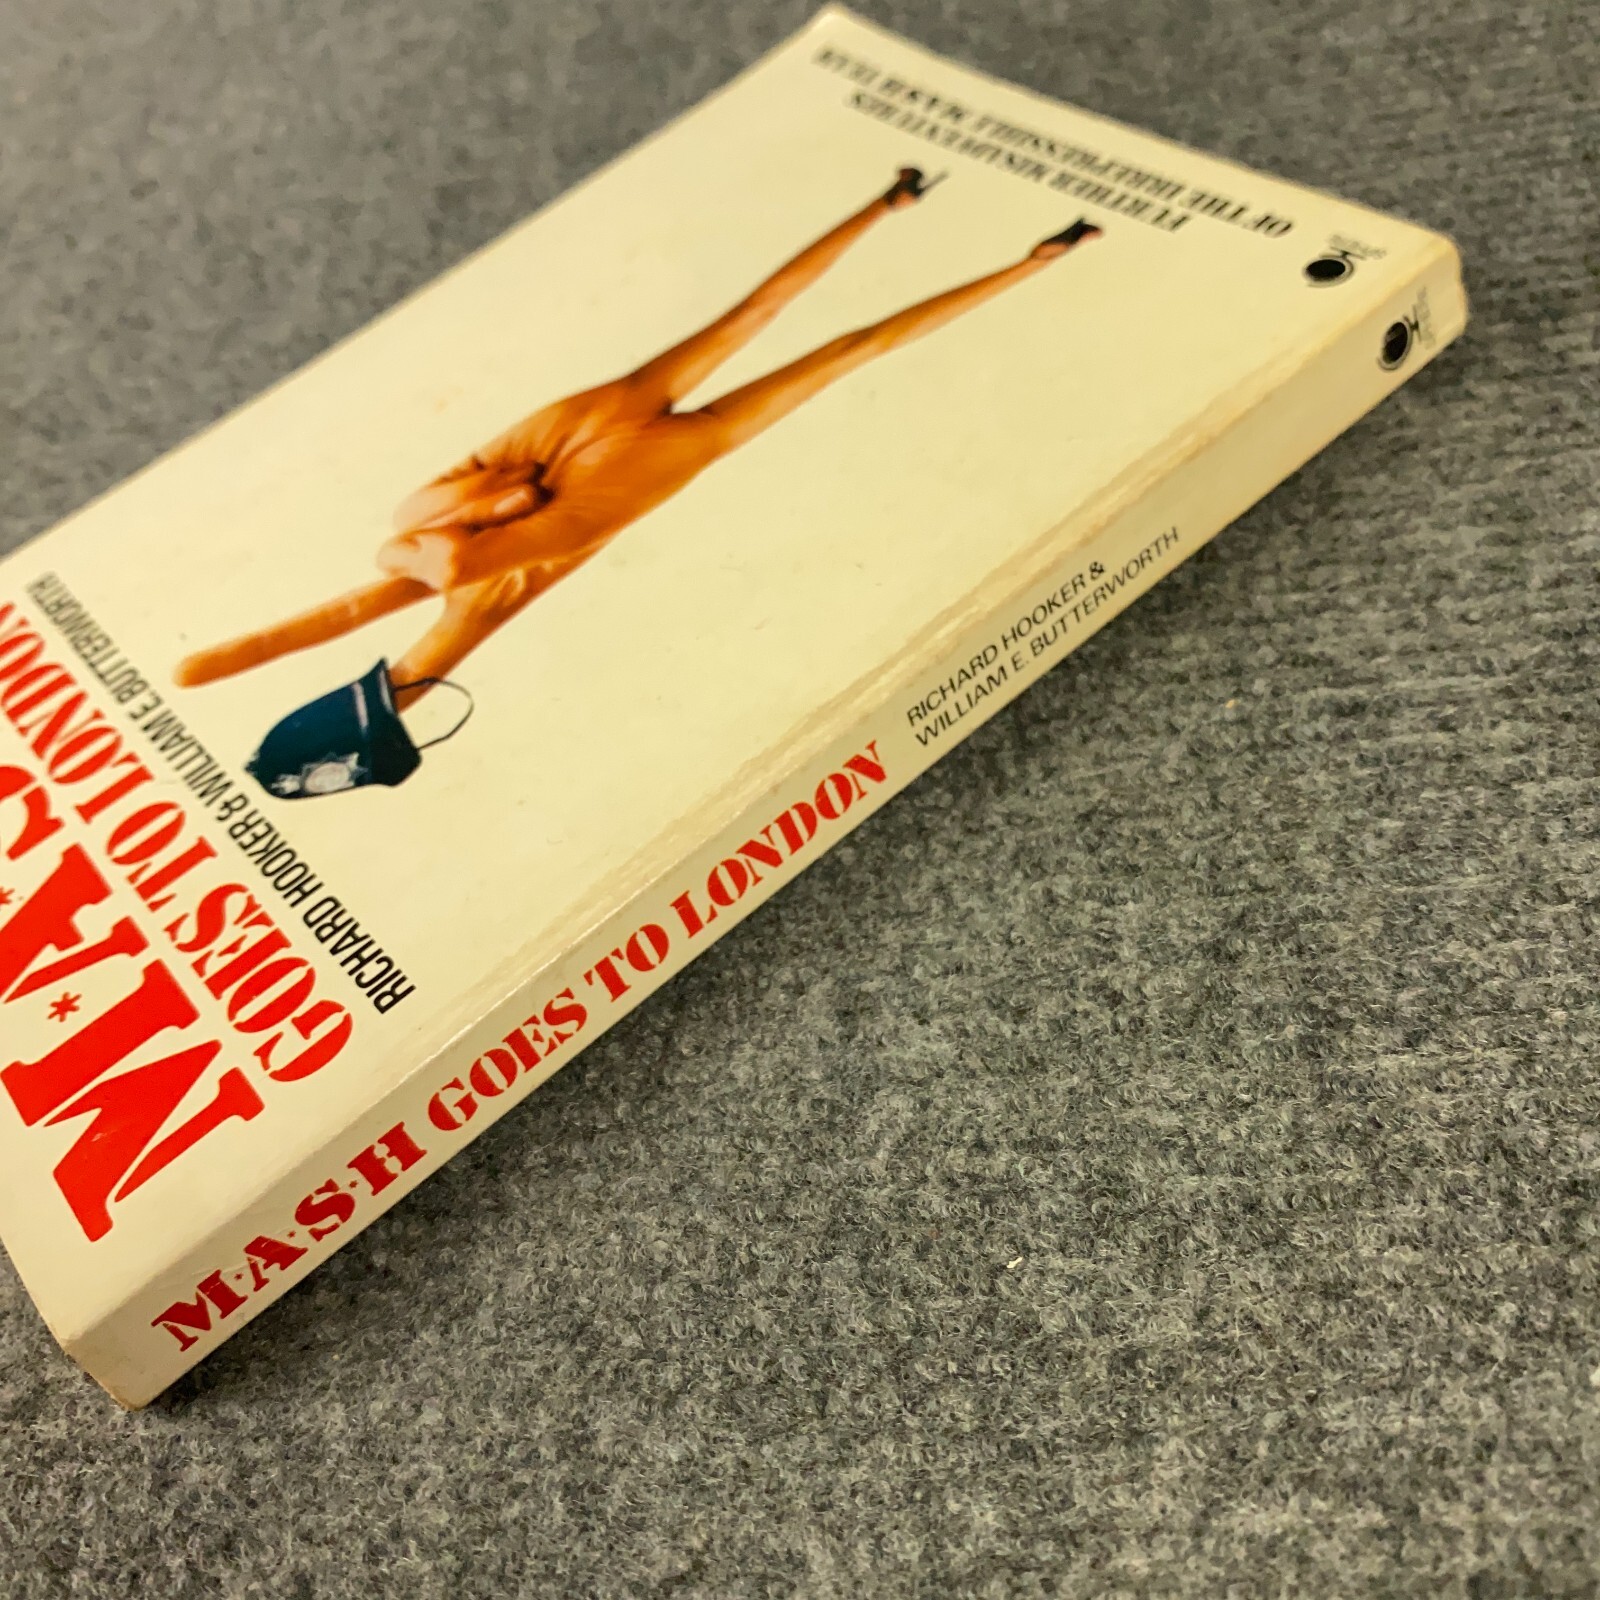 M*A*S
GOES TO LONDON
RICHARD HOOKER & WILLIAM E. BUTTERWORTH
FURTHER MISADVENTURES
OF THE IRREPRESSIBLE MASH TEAM
M·A·S·H GOES TO LONDON
RICHARD HOOKER &
WILLIAM E. BUTTERWORTH